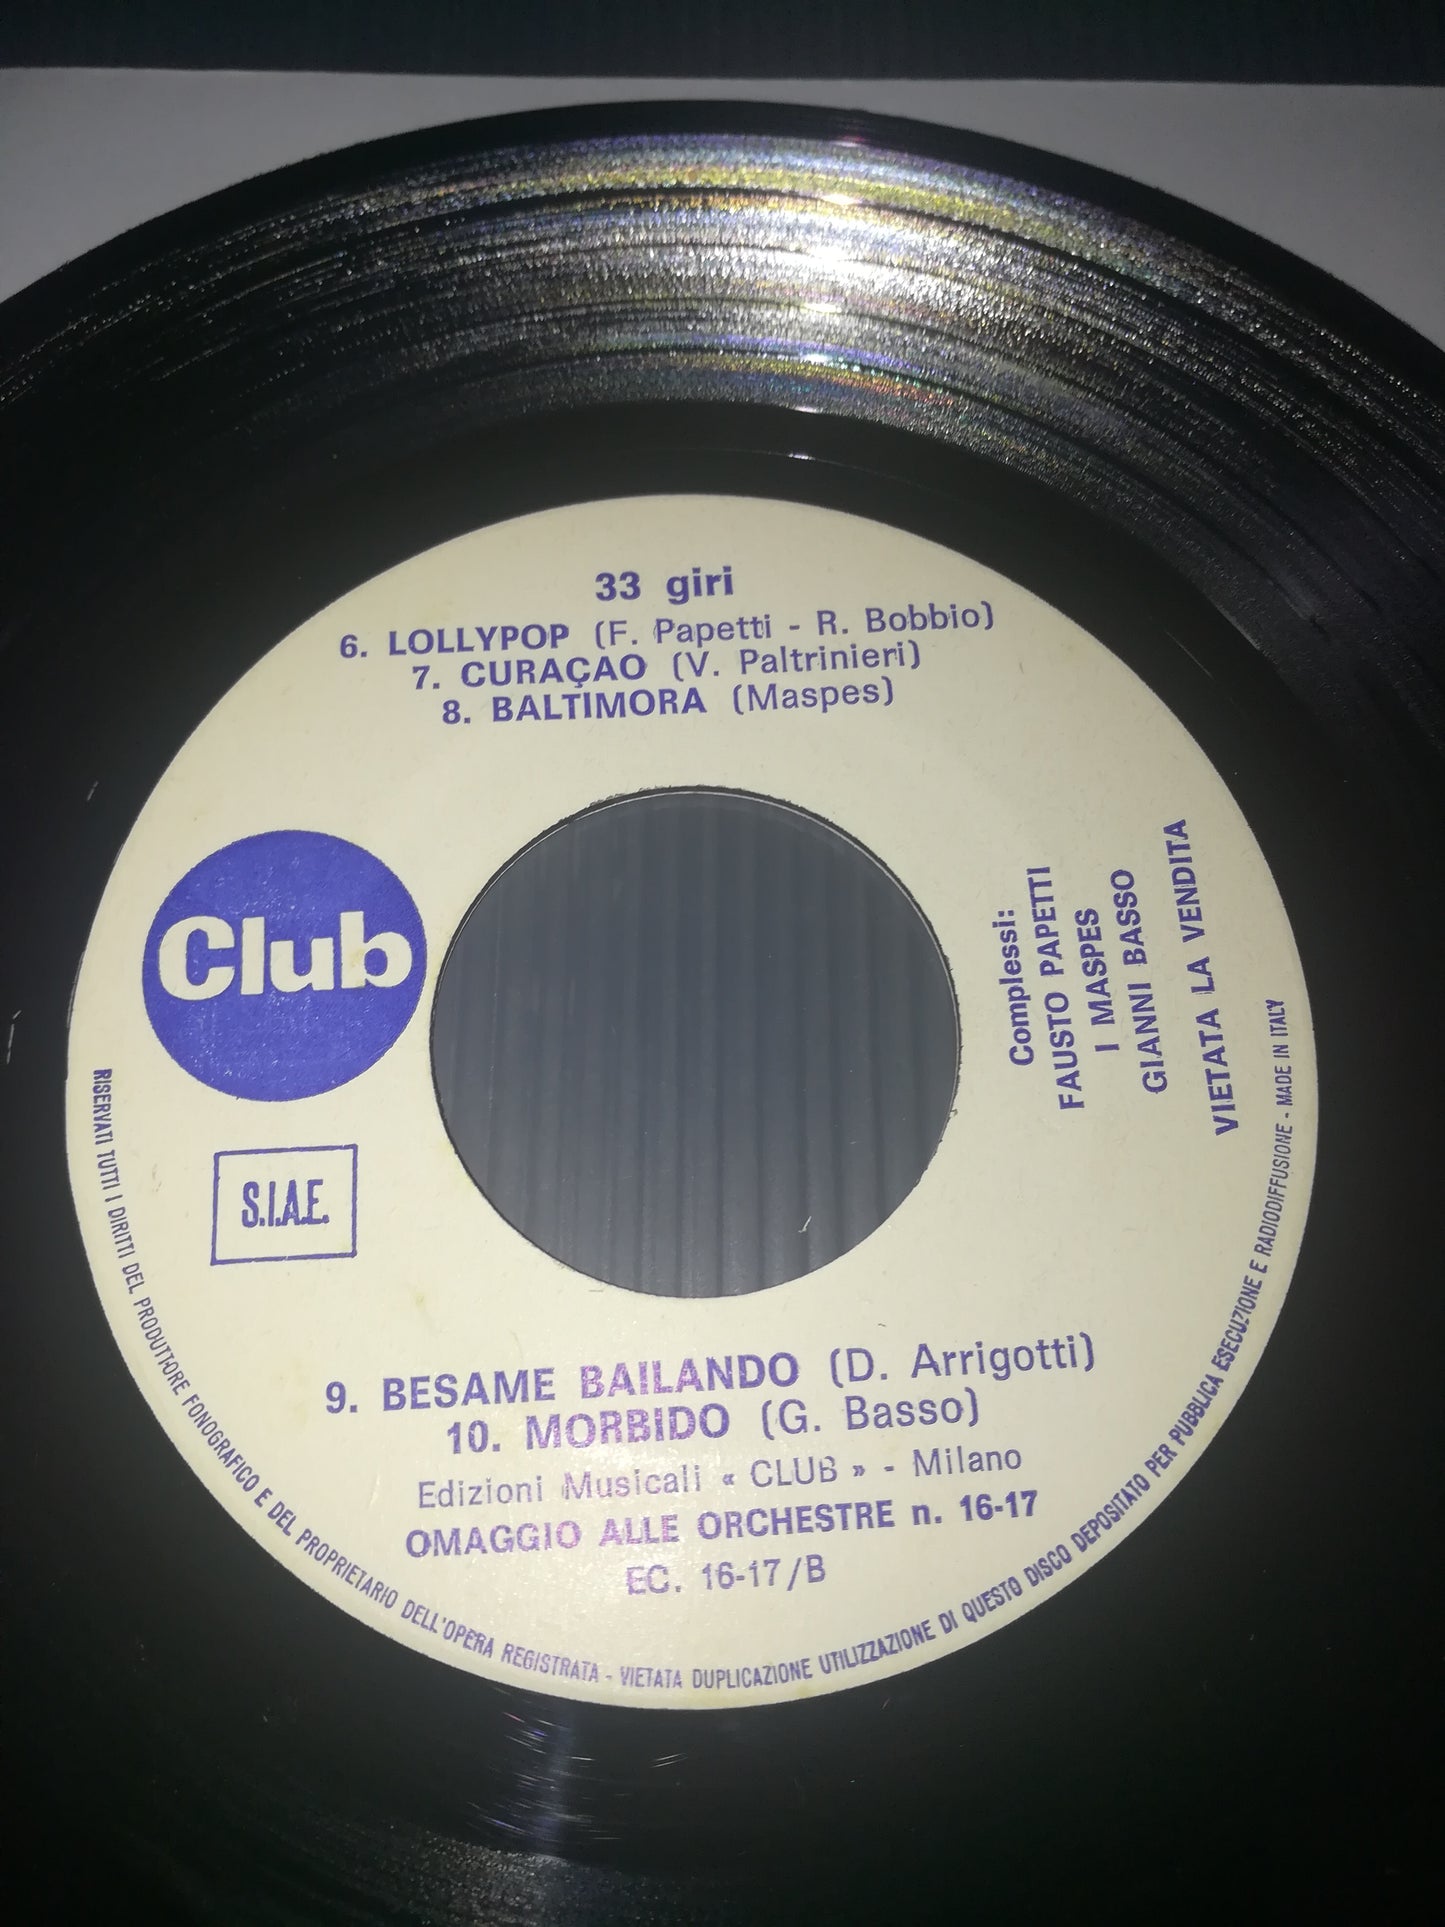 33 giri
6. LOLLYPOP (F. Papetti - R. Bobbio)
7. CURAÇAO (V. Paltrinieri)
8. BALTIMORA (Maspes)
Club
S.I.A.E.
Complessi:
FAUSTO PAPETTI
I MASPES
GIANNI BASSO
VIETATA LA VENDITA
9. BESAME BAILANDO (D. Arrigotti)
10. MORBIDO (G. Basso)
Edizioni Musicali « CLUB » - Milano
OMAGGIO ALLE ORCHESTRE n. 16-17
EC. 16-17/B
RISERVATI TUTTI I DIRITTI DEL PRODUTTORE FONOGRAFICO E DEL PROPRIETARIO DELL'OPERA REGISTRATA - VIETATA DUPLICAZIONE UTILIZZAZIONE DI QUESTO DISCO DEPOSITATO PER PUBBLICA ESECUZIONE E RADIODIFFUSIONE - MADE IN ITALY